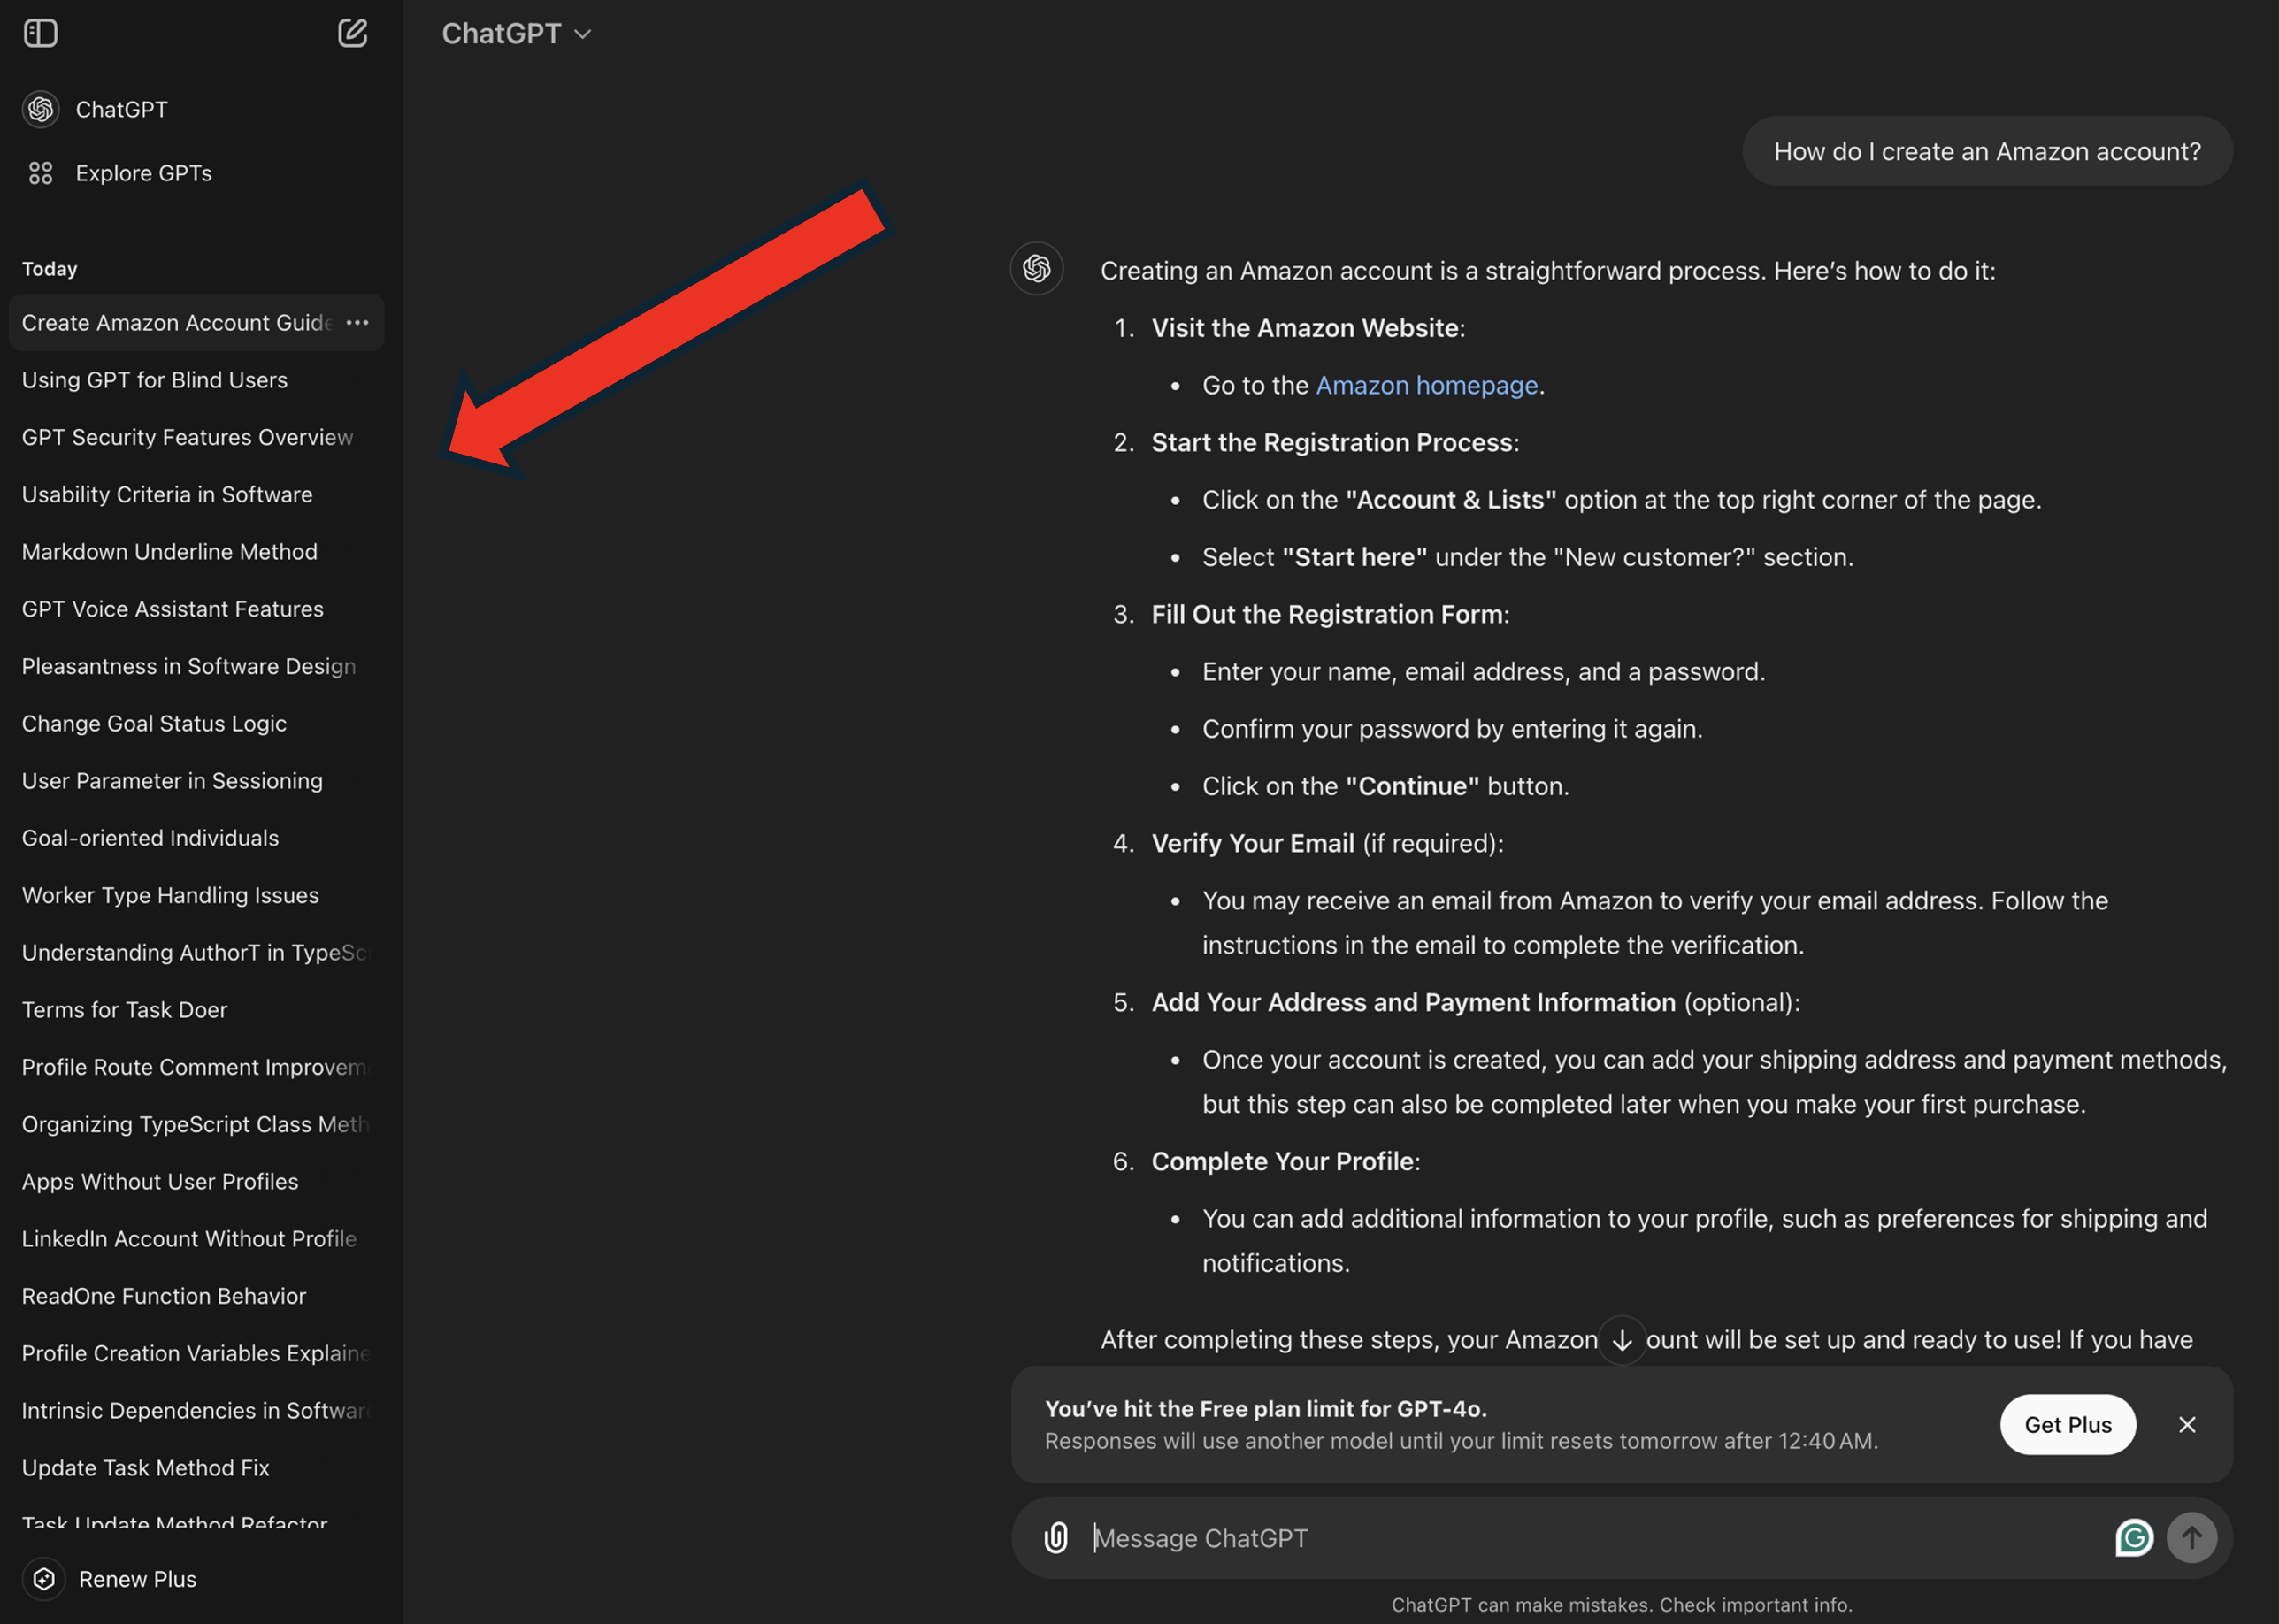 ChatGPT
ChatGPT
Explore GPTs
Today
Create Amazon Account Guide
Using GPT for Blind Users
GPT Security Features Overview
Usability Criteria in Software
Markdown Underline Method
GPT Voice Assistant Features
Pleasantness in Software Design
Change Goal Status Logic
User Parameter in Sessioning
Goal-oriented Individuals
Worker Type Handling Issues
Understanding AuthorT in TypeSc
Terms for Task Doer
Profile Route Comment Improvem
Organizing TypeScript Class Meth
Apps Without User Profiles
LinkedIn Account Without Profile
ReadOne Function Behavior
Profile Creation Variables Explaine
Intrinsic Dependencies in Softwar
Update Task Method Fix
Task Update Method Refactor
Renew Plus
How do I create an Amazon account?
Creating an Amazon account is a straightforward process. Here’s how to do it:
1. Visit the Amazon Website:
• Go to the Amazon homepage.
2. Start the Registration Process:
• Click on the "Account & Lists" option at the top right corner of the page.
• Select "Start here" under the "New customer?" section.
3. Fill Out the Registration Form:
• Enter your name, email address, and a password.
• Confirm your password by entering it again.
• Click on the "Continue" button.
4. Verify Your Email (if required):
• You may receive an email from Amazon to verify your email address. Follow the
instructions in the email to complete the verification.
5. Add Your Address and Payment Information (optional):
• Once your account is created, you can add your shipping address and payment methods,
but this step can also be completed later when you make your first purchase.
6. Complete Your Profile:
• You can add additional information to your profile, such as preferences for shipping and
notifications.
After completing these steps, your Amazon ount will be set up and ready to use! If you have
You’ve hit the Free plan limit for GPT-4o.
Responses will use another model until your limit resets tomorrow after 12:40 AM.
Get Plus
Message ChatGPT
ChatGPT can make mistakes. Check important info.